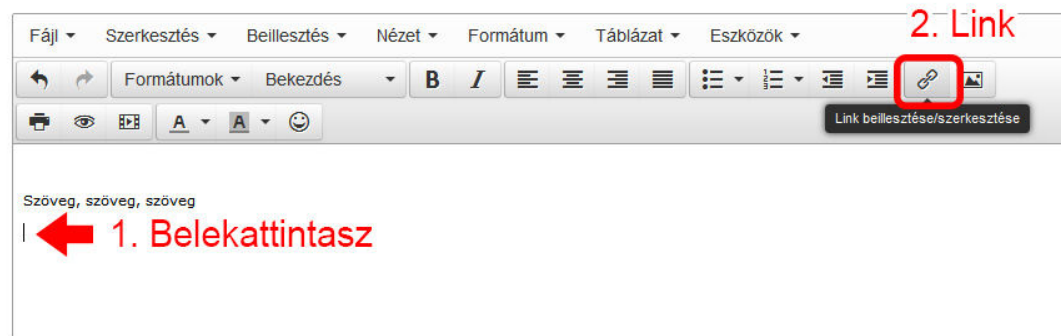 2. Link
Fájl Szerkesztés Beillesztés Nézet Formátum Táblázat Eszközök
Formátumok Bekezdés B I
A A Link beillesztése/szerkesztése
Szöveg, szöveg, szöveg
1. Belekattintasz